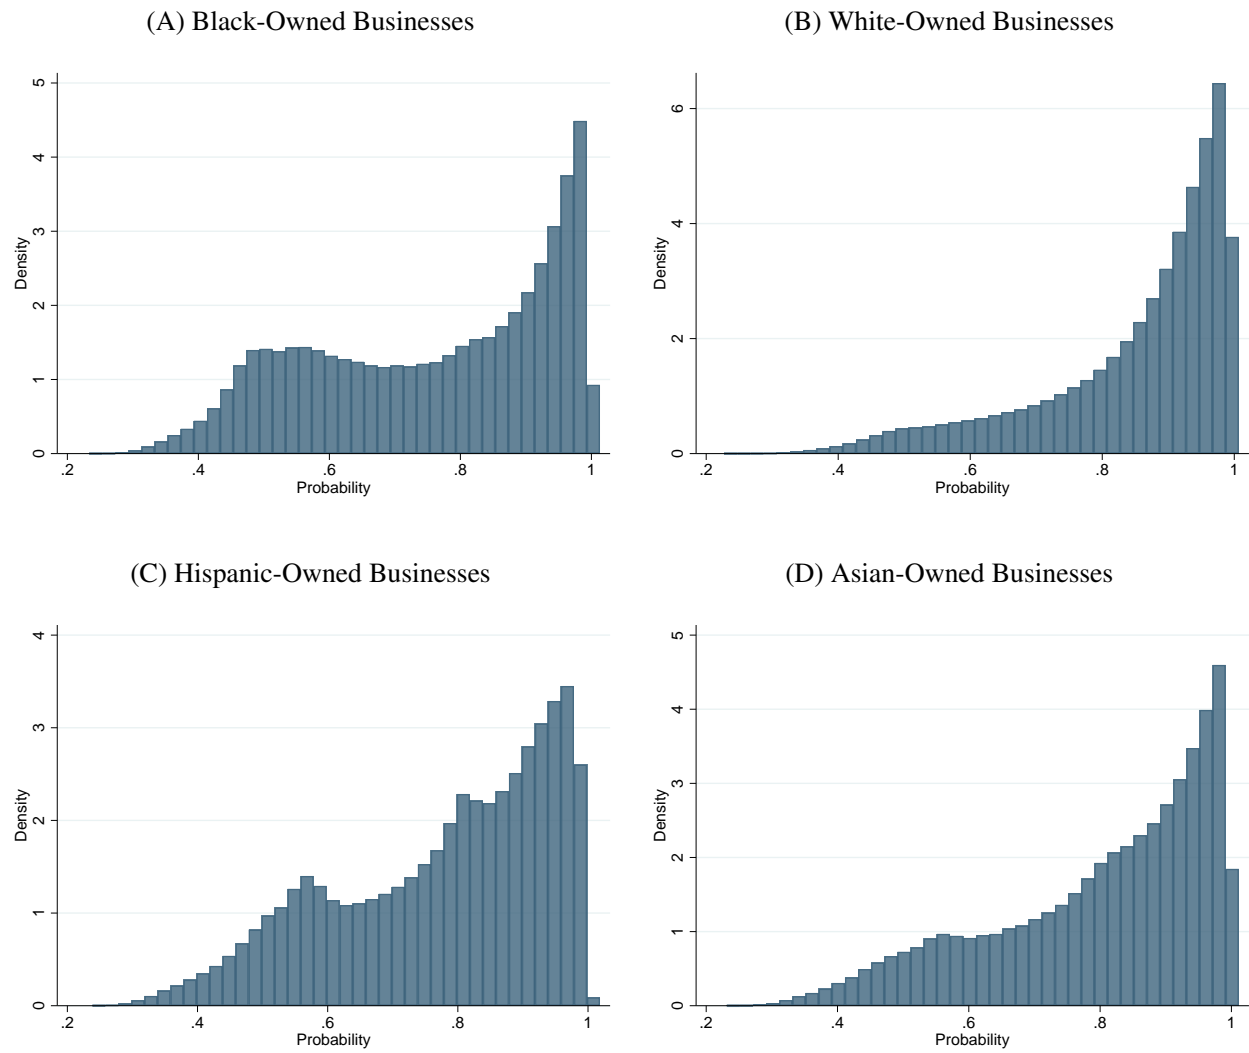 (A) Black-Owned Businesses
5
4
3
2
1
0
Density
.2 .4 .6 .8 1
Probability
(B) White-Owned Businesses
6
4
2
0
Density
.2 .4 .6 .8 1
Probability
(C) Hispanic-Owned Businesses
4
3
2
1
0
Density
.2 .4 .6 .8 1
Probability
(D) Asian-Owned Businesses
5
4
3
2
1
0
Density
.2 .4 .6 .8 1
Probability